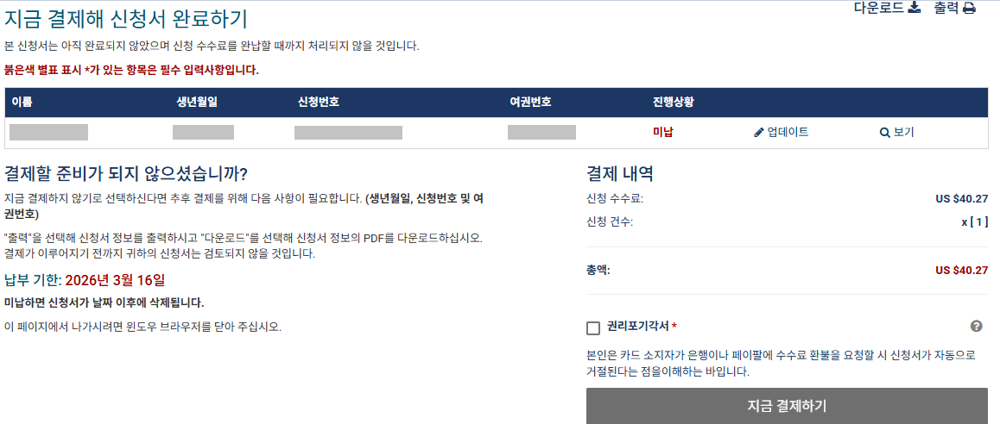 다운로드 출력
지금 결제해 신청서 완료하기
본 신청서는 아직 완료되지 않았으며 신청 수수료를 완납할 때까지 처리되지 않을 것입니다.
붉은색 별표 표시 *가 있는 항목은 필수 입력사항입니다.
이름 생년월일 신청번호 여권번호 진행상황
미납 업데이트 보기
결제할 준비가 되지 않으셨습니까?
지금 결제하지 않기로 선택하신다면 추후 결제를 위해 다음 사항이 필요합니다. (생년월일, 신청번호 및 여
권번호)
"출력"을 선택해 신청서 정보를 출력하시고 "다운로드"를 선택해 신청서 정보의 PDF를 다운로드하십시오.
결제가 이루어지기 전까지 귀하의 신청서는 검토되지 않을 것입니다.
납부 기한: 2026년 3월 16일
미납하면 신청서가 날짜 이후에 삭제됩니다.
이 페이지에서 나가시려면 윈도우 브라우저를 닫아 주십시오.
결제 내역
신청 수수료: US $40.27
신청 건수: x [ 1 ]
총액: US $40.27
권리포기각서 * ?
본인은 카드 소지자가 은행이나 페이팔에 수수료 환불을 요청할 시 신청서가 자동으로
거절된다는 점을이해하는 바입니다.
지금 결제하기